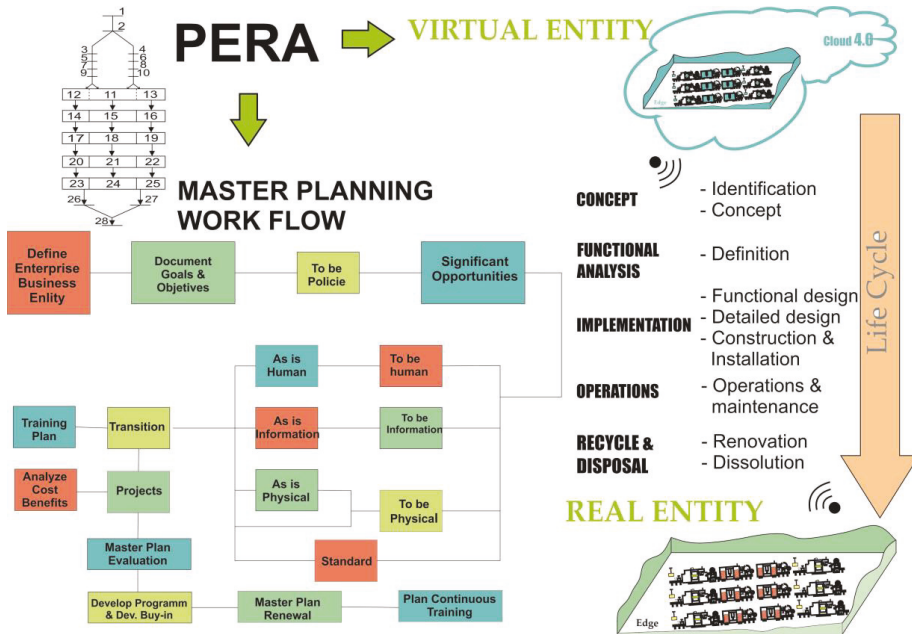 1
2
3 4
5 6
7 8
9 10
12 11 13
14 15 16
17 18 19
20 21 22
23 24 25
26 27
28
PERA
VIRTUAL ENTITY
Cloud 4.0
Edge
MASTER PLANNING
WORK FLOW
Define
Enterprise
Business
Enlity
Document
Goals &
Objetives
To be
Policie
Significant
Opportunities
As is
Human
To be
human
Training
Plan
Transition
As is
Information
To be
Information
Analyze
Cost
Benefits
Projects
As is
Physical
To be
Physical
Master Plan
Evaluation
Standard
Develop Programm
& Dev. Buy-in
Master Plan
Renewal
Plan Continuous
Training
CONCEPT
- Identification
- Concept
FUNCTIONAL
ANALYSIS
- Definition
IMPLEMENTATION
- Functional design
- Detailed design
- Construction &
Installation
OPERATIONS
- Operations &
maintenance
RECYCLE &
DISPOSAL
- Renovation
- Dissolution
Life Cycle
REAL ENTITY
Edge